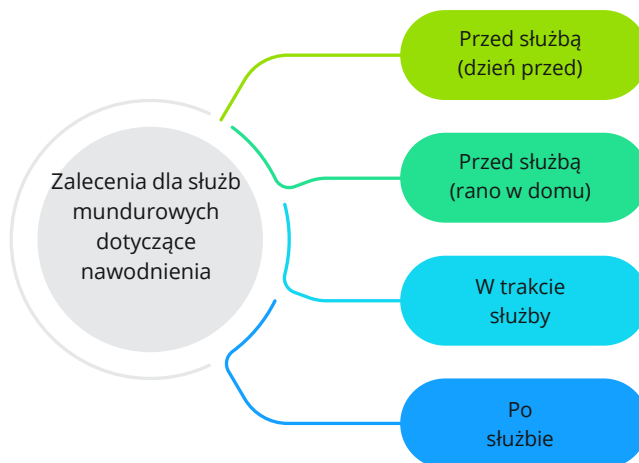 Zalecenia dla służb
mundurowych
dotyczące
nawodnienia
Przed służbą
(dzień przed)
Przed służbą
(rano w domu)
W trakcie
służby
Po
służbie